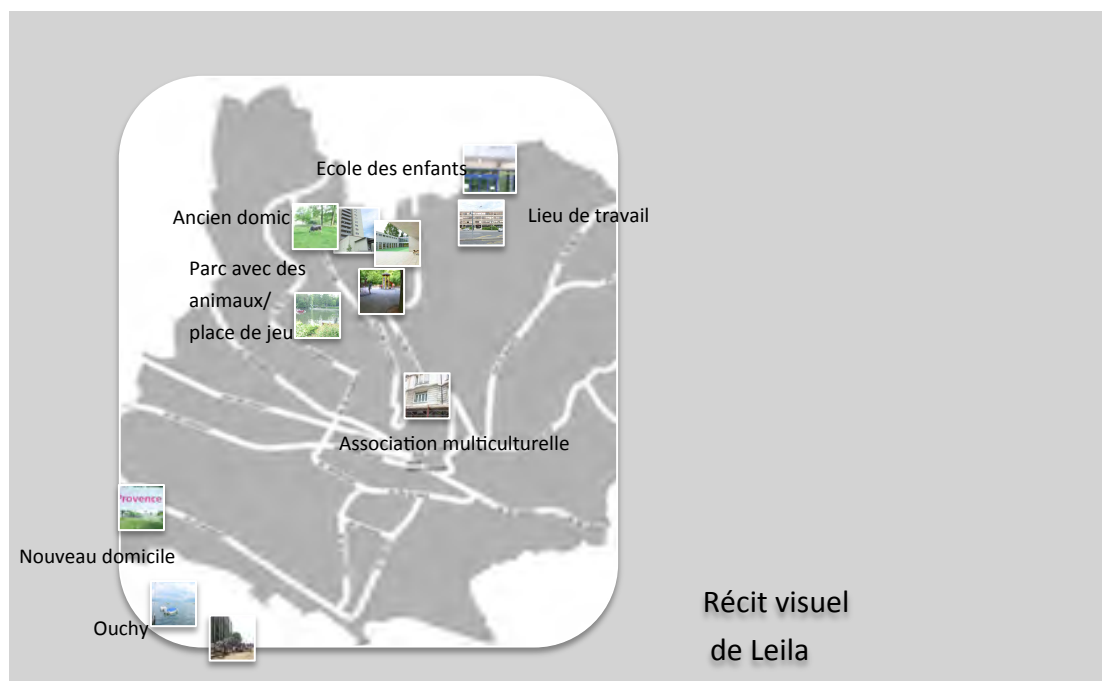 Ecole des enfants
Ancien domic
Lieu de travail
Parc avec des
animaux/
place de jeu
Association multiculturelle
Provence
Nouveau domicile
Ouchy
Récit visuel
de Leila